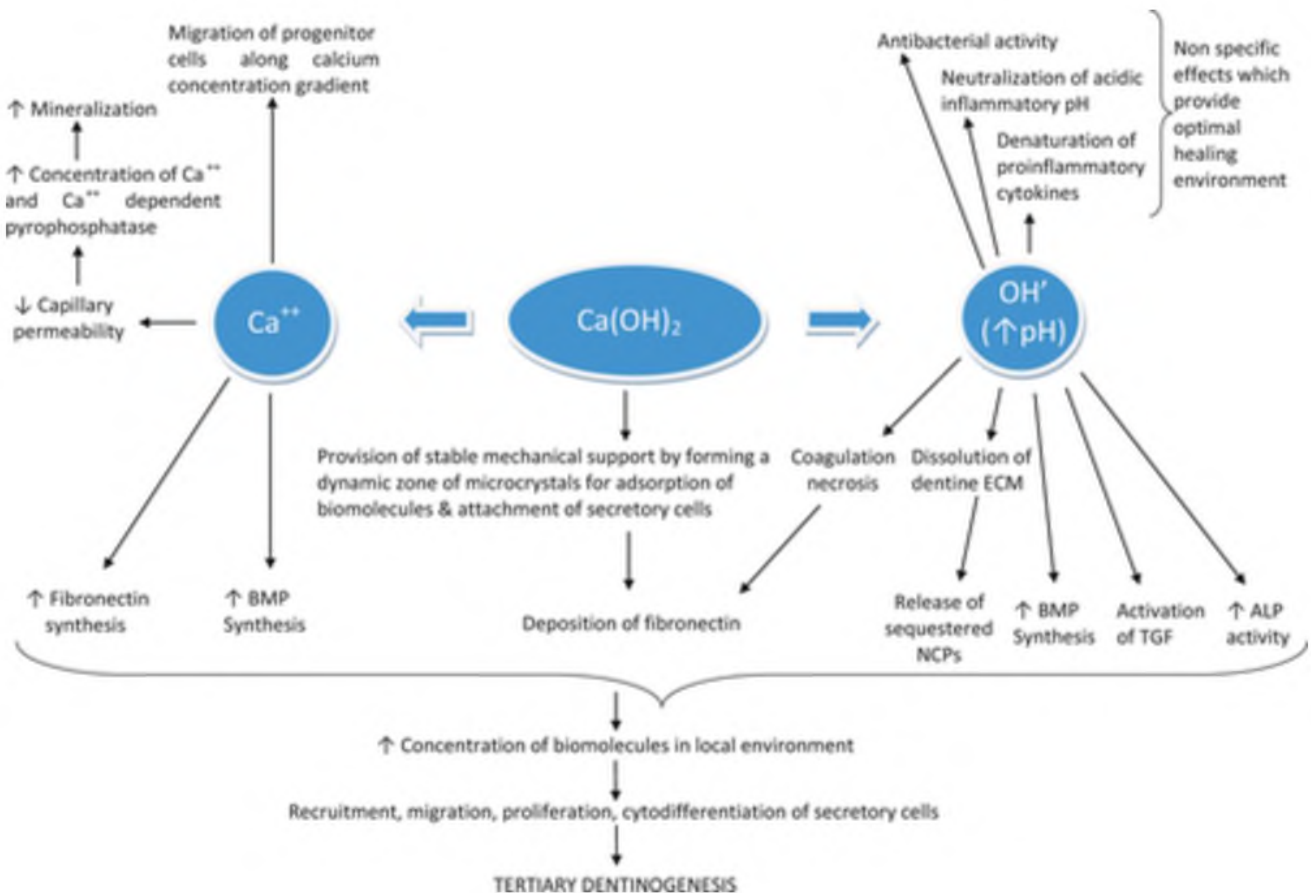 Migration of progenitor
cells along calcium
concentration gradient
↑ Mineralization
↑ Concentration of Ca⁺⁺
and Ca⁺⁺ dependent
pyrophosphatase
↓ Capillary
permeability
Ca⁺⁺
Ca(OH)₂
OH’
(↑pH)
Antibacterial activity
Neutralization of acidic
inflammatory pH
Denaturation of
proinflammatory
cytokines
Non specific
effects which
provide
optimal
healing
environment
Provision of stable mechanical support by forming a
dynamic zone of microcrystals for adsorption of
biomolecules & attachment of secretory cells
Coagulation
necrosis
Dissolution of
dentine ECM
↑ Fibronectin
synthesis
↑ BMP
Synthesis
Deposition of fibronectin
Release of
sequestered
NCPs
↑ BMP
Synthesis
Activation
of TGF
↑ ALP
activity
↑ Concentration of biomolecules in local environment
Recruitment, migration, proliferation, cytodifferentiation of secretory cells
TERTIARY DENTINOGENESIS